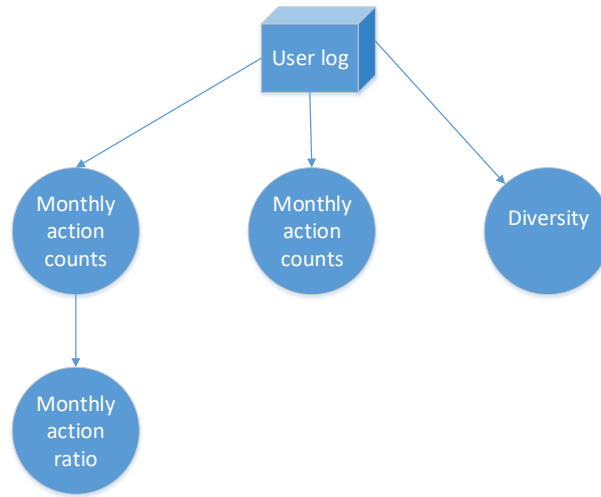 User log
Monthly
action
counts
Monthly
action
counts
Diversity
Monthly
action
ratio